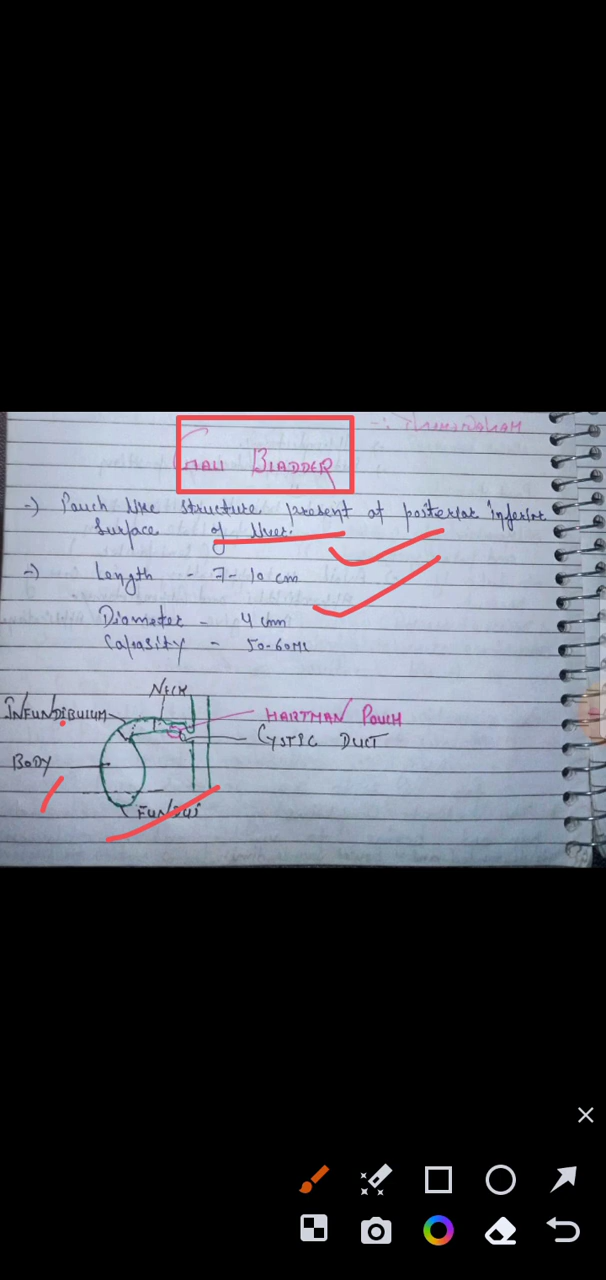 GALL BLADDER
-) Pouch like structure present at posterior inferior
surface of liver.
-) Length - 7-10 cm
Diameter - 4 cm
Capasity - 50-60ML
NECK
INFUNDIBULUM
HARTMAN POUCH
CYSTIC DUCT
BODY
FUNDUS